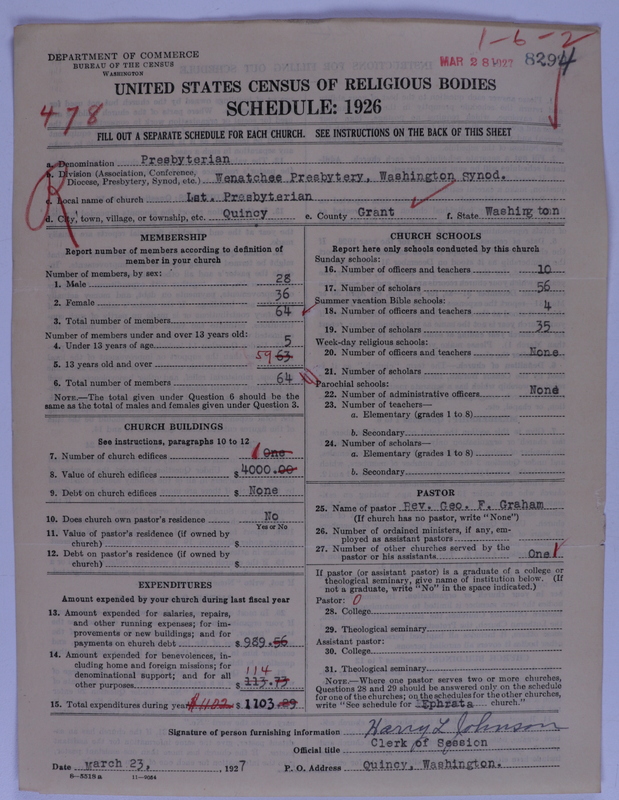 1-6-2
DEPARTMENT OF COMMERCE
BUREAU OF THE CENSUS
WASHINGTON
MAR 28 1927 8294
UNITED STATES CENSUS OF RELIGIOUS BODIES
SCHEDULE: 1926
478
FILL OUT A SEPARATE SCHEDULE FOR EACH CHURCH. SEE INSTRUCTIONS ON THE BACK OF THIS SHEET
R
a. Denomination Presbyterian
b. Division (Association, Conference, Diocese, Presbytery, Synod, etc.) Wenatchee Presbytery, Washington Synod.
c. Local name of church Ist. Presbyterian
d. City, town, village, or township, etc. Quincy e. County Grant f. State Washington
MEMBERSHIP
Report number of members according to definition of
member in your church
Number of members, by sex:
1. Male 28
2. Female 36
3. Total number of members 64
Number of members under and over 13 years old:
4. Under 13 years of age 5
5. 13 years old and over 59 63
6. Total number of members 64
NOTE.—The total given under Question 6 should be
same as the total of males and females given under Question 3.
CHURCH BUILDINGS
See instructions, paragraphs 10 to 12
7. Number of church edifices 1 One
8. Value of church edifices $ 4000.00
9. Debt on church edifices $ None
10. Does church own pastor's residence No
Yes or No
11. Value of pastor's residence (if owned by
church) $
12. Debt on pastor's residence (if owned by
church) $
EXPENDITURES
Amount expended by your church during last fiscal year
13. Amount expended for salaries, repairs,
and other running expenses; for im-
provements or new buildings; and for
payments on church debt $ 989.56
14. Amount expended for benevolences, in-
cluding home and foreign missions; for
denominational support; and for all
other purposes $ 114 113.73
15. Total expenditures during year $1102 $ 1103.29
CHURCH SCHOOLS
Report here only schools conducted by this church
Sunday schools:
16. Number of officers and teachers 10
17. Number of scholars 56
Summer vacation Bible schools:
18. Number of officers and teachers 4
19. Number of scholars 35
Week-day religious schools:
20. Number of officers and teachers None
21. Number of scholars
Parochial schools:
22. Number of administrative officers None
23. Number of teachers—
a. Elementary (grades 1 to 8)
b. Secondary
24. Number of scholars—
a. Elementary (grades 1 to 8)
b. Secondary
PASTOR
25. Name of pastor Rev. Geo. F. Graham
(If church has no pastor, write "None")
26. Number of ordained ministers, if any, em-
ployed as assistant pastors
27. Number of other churches served by the
pastor or his assistants One 1
If pastor (or assistant pastor) is a graduate of a college or
theological seminary, give name of institution below. (If
not a graduate, write "No" in the space indicated.)
Pastor: 0
28. College
29. Theological seminary
Assistant pastor:
30. College
31. Theological seminary
NOTE.—Where one pastor serves two or more churches,
Questions 28 and 29 should be answered only on the schedule
for one of the churches; on the schedules for the other churches,
write "See schedule for Ephrata church."
Signature of person furnishing information Harry L Johnson
Official title Clerk of Session
Date March 23, 1927 P. O. Address Quincy, Washington.
8—5519a 11—9064